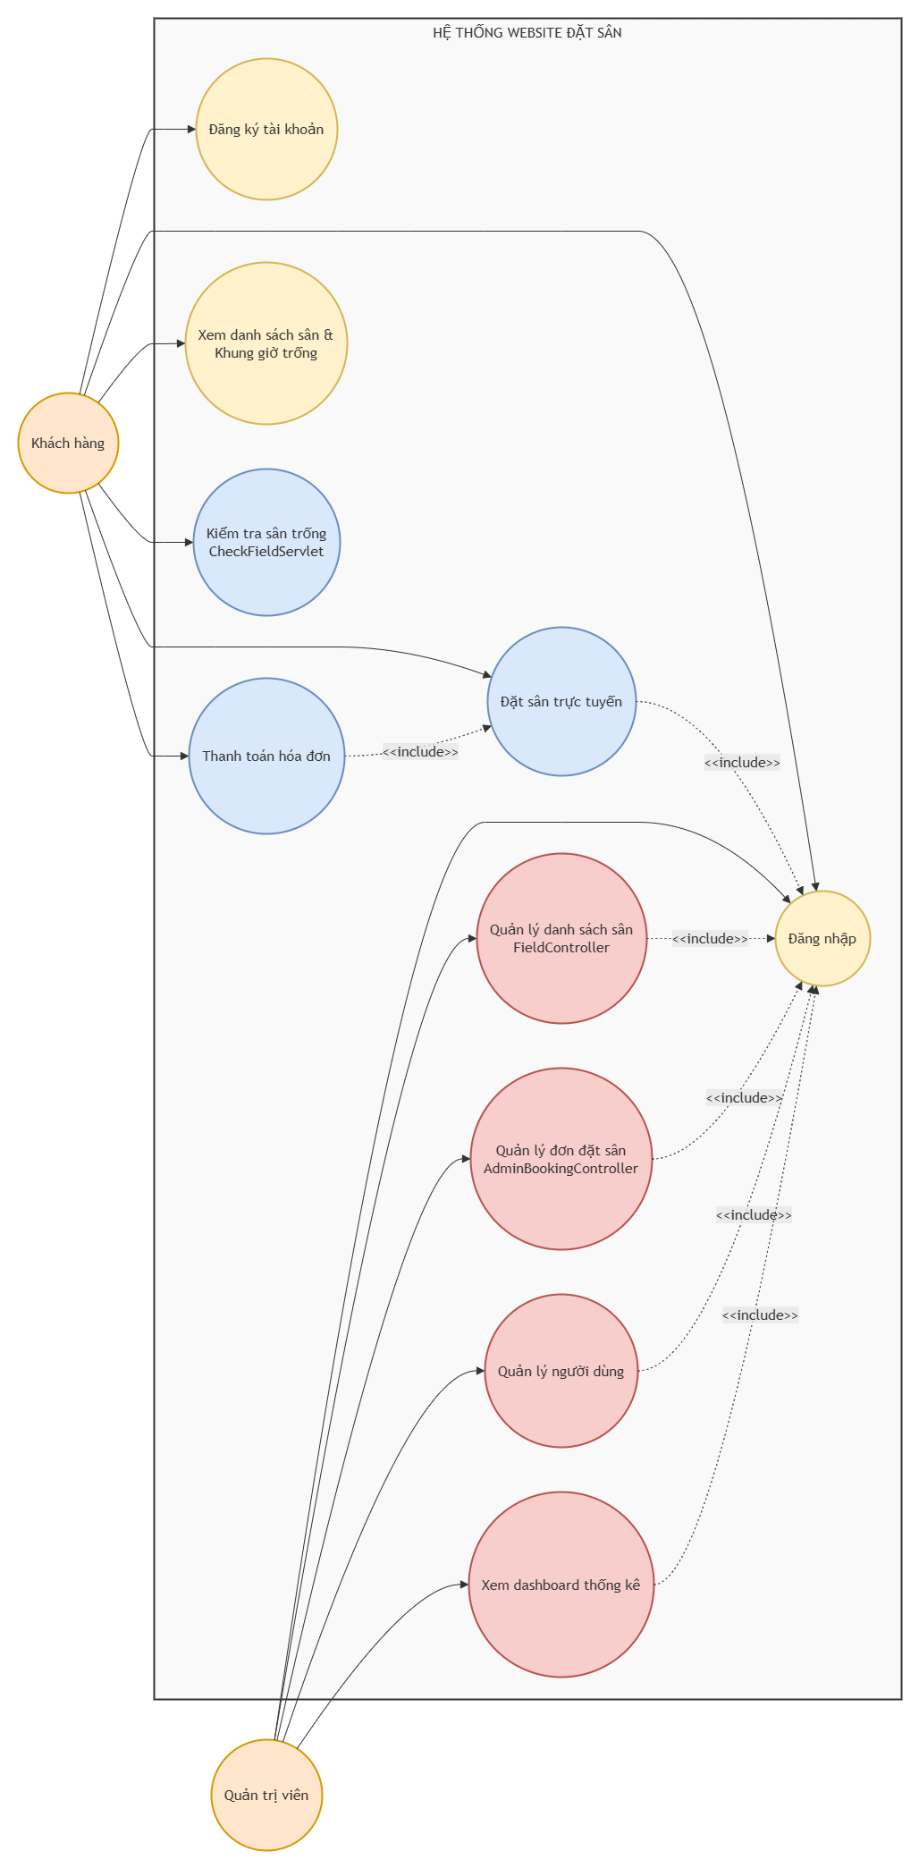 HỆ THỐNG WEBSITE ĐẶT SÂN
Đăng ký tài khoản
Xem danh sách sân &
Khung giờ trống
Khách hàng
Kiểm tra sân trống
CheckFieldServlet
Đặt sân trực tuyến
Thanh toán hóa đơn
<<include>>
<<include>>
Quản lý danh sách sân
FieldController
<<include>>
Đăng nhập
<<include>>
Quản lý đơn đặt sân
AdminBookingController
<<include>>
<<include>>
Quản lý người dùng
Xem dashboard thống kê
Quản trị viên